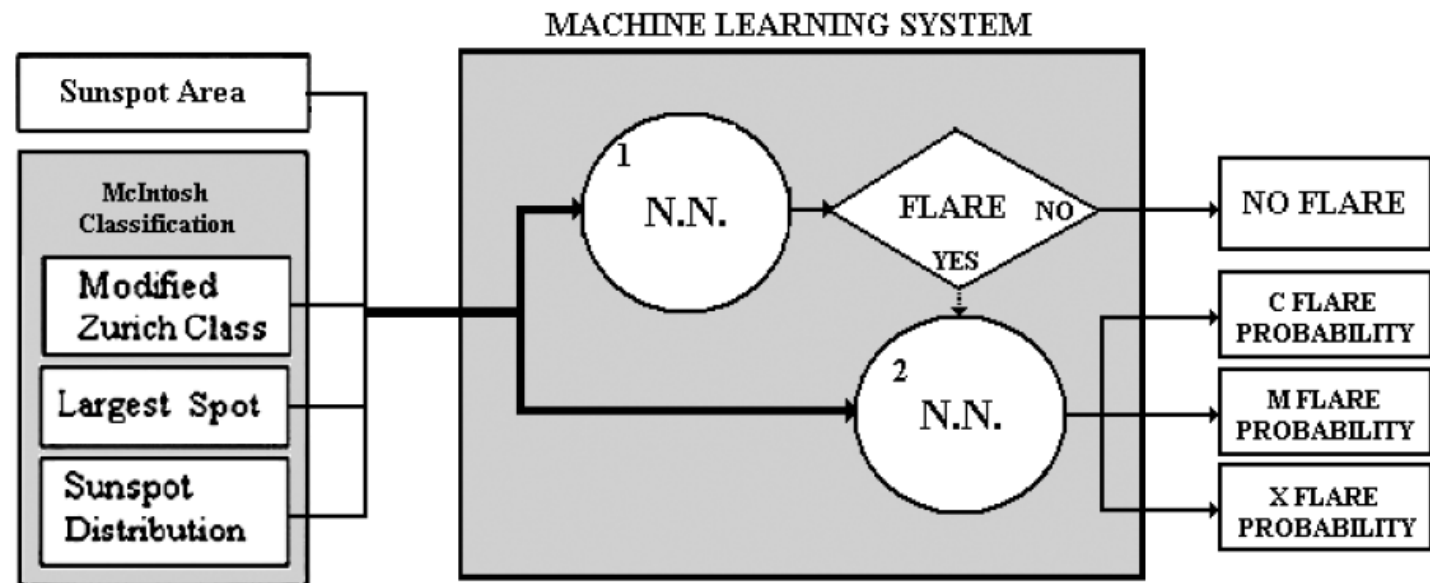 MACHINE LEARNING SYSTEM
Sunspot Area
McIntosh
Classification
Modified
Zurich Class
Largest Spot
Sunspot
Distribution
1
N.N.
FLARE
NO
YES
2
N.N.
NO FLARE
C FLARE
PROBABILITY
M FLARE
PROBABILITY
X FLARE
PROBABILITY